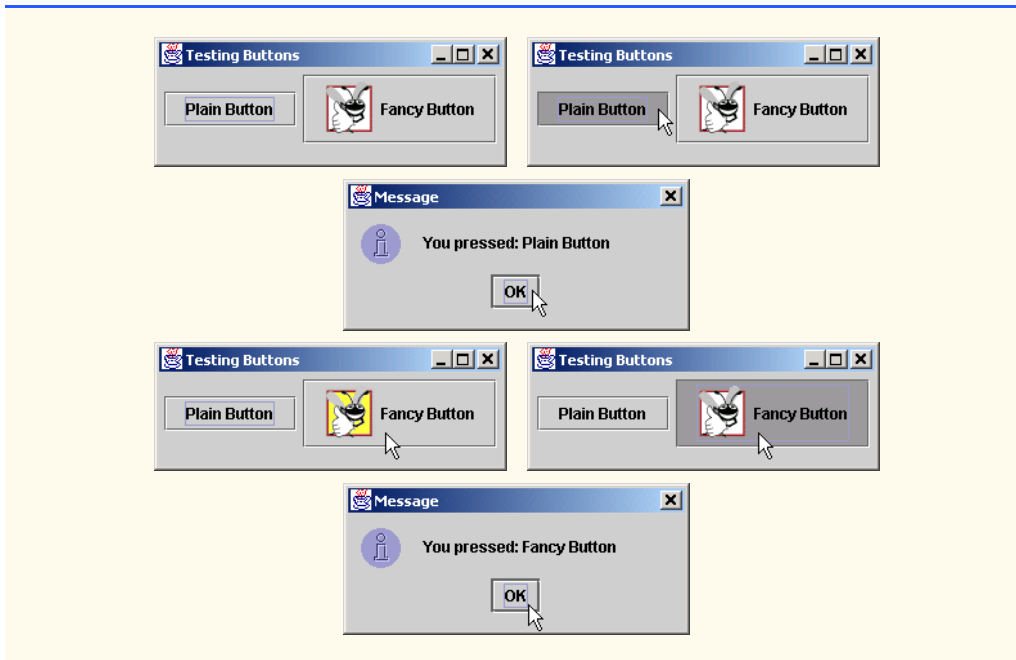 Testing Buttons
Plain Button
Fancy Button
Testing Buttons
Plain Button
Fancy Button
Message
You pressed: Plain Button
OK
Testing Buttons
Plain Button
Fancy Button
Testing Buttons
Plain Button
Fancy Button
Message
You pressed: Fancy Button
OK